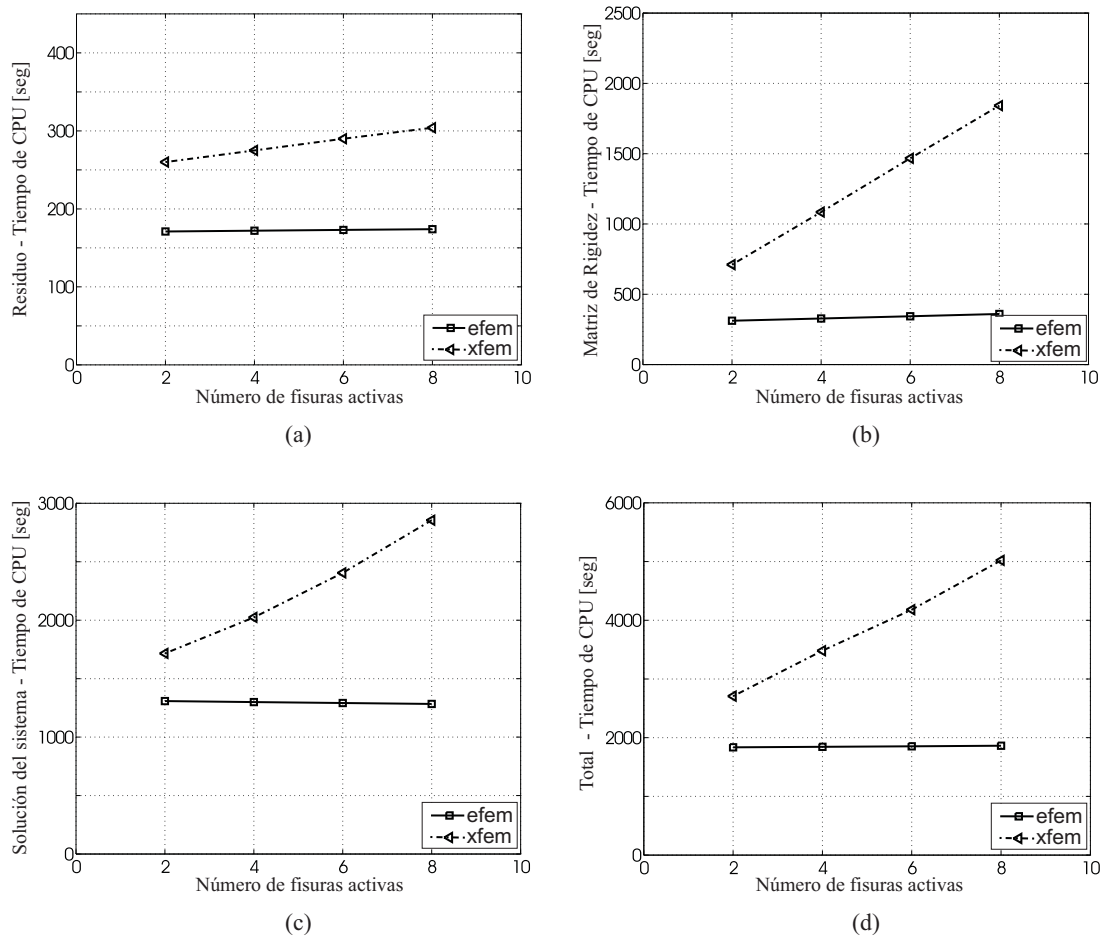 Residuo - Tiempo de CPU [seg]
400
300
200
100
0
0
2
4
6
8
10
efem
xfem
Número de fisuras activas
(a)
Matriz de Rigidez - Tiempo de CPU [seg]
2500
2000
1500
1000
500
0
0
2
4
6
8
10
efem
xfem
Número de fisuras activas
(b)
Solución del sistema - Tiempo de CPU [seg]
3000
2000
1000
0
0
2
4
6
8
10
efem
xfem
Número de fisuras activas
(c)
Total - Tiempo de CPU [seg]
6000
4000
2000
0
0
2
4
6
8
10
efem
xfem
Número de fisuras activas
(d)